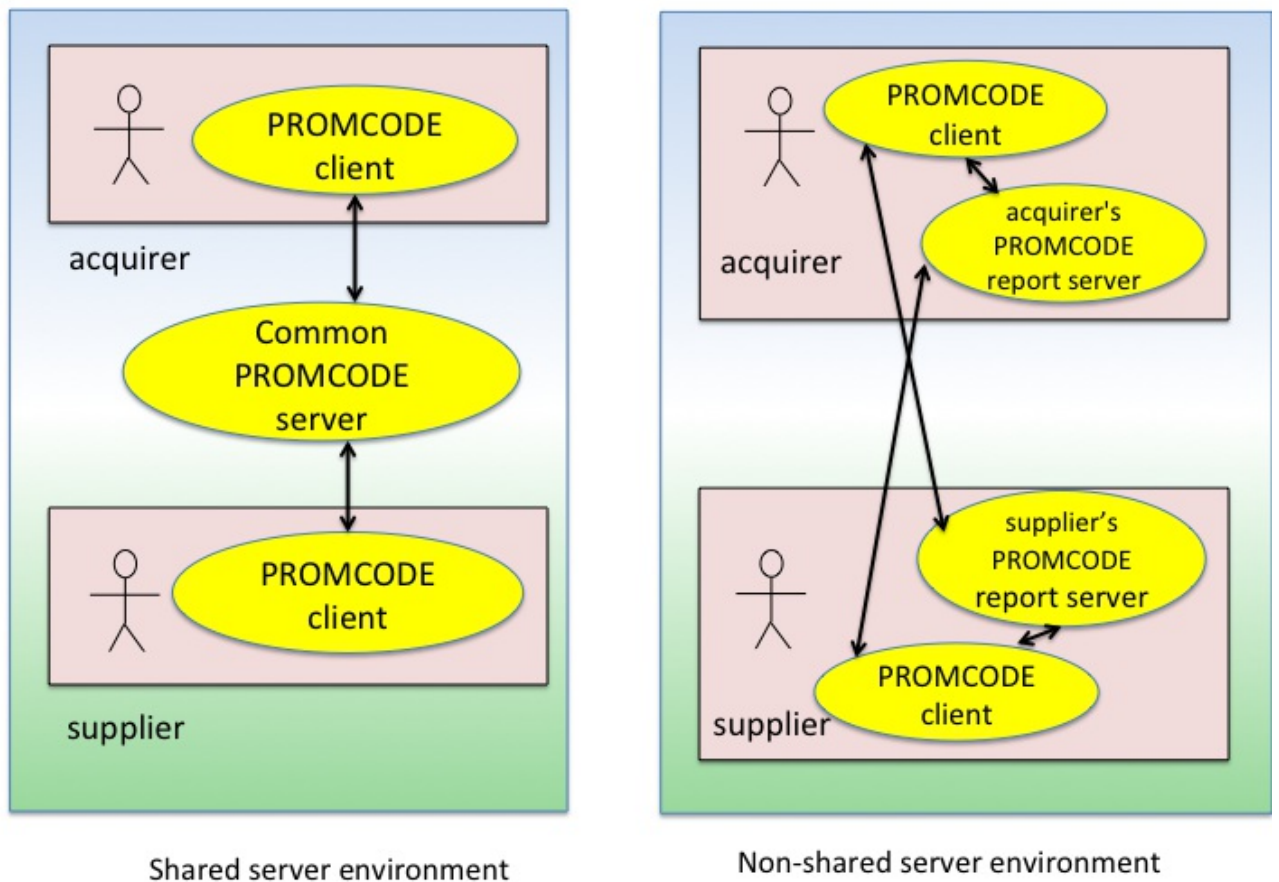 PROMCODE
client
acquirer
Common
PROMCODE
server
PROMCODE
client
supplier
Shared server environment
PROMCODE
client
acquirer's
PROMCODE
report server
acquirer
supplier’s
PROMCODE
report server
PROMCODE
client
supplier
Non-shared server environment